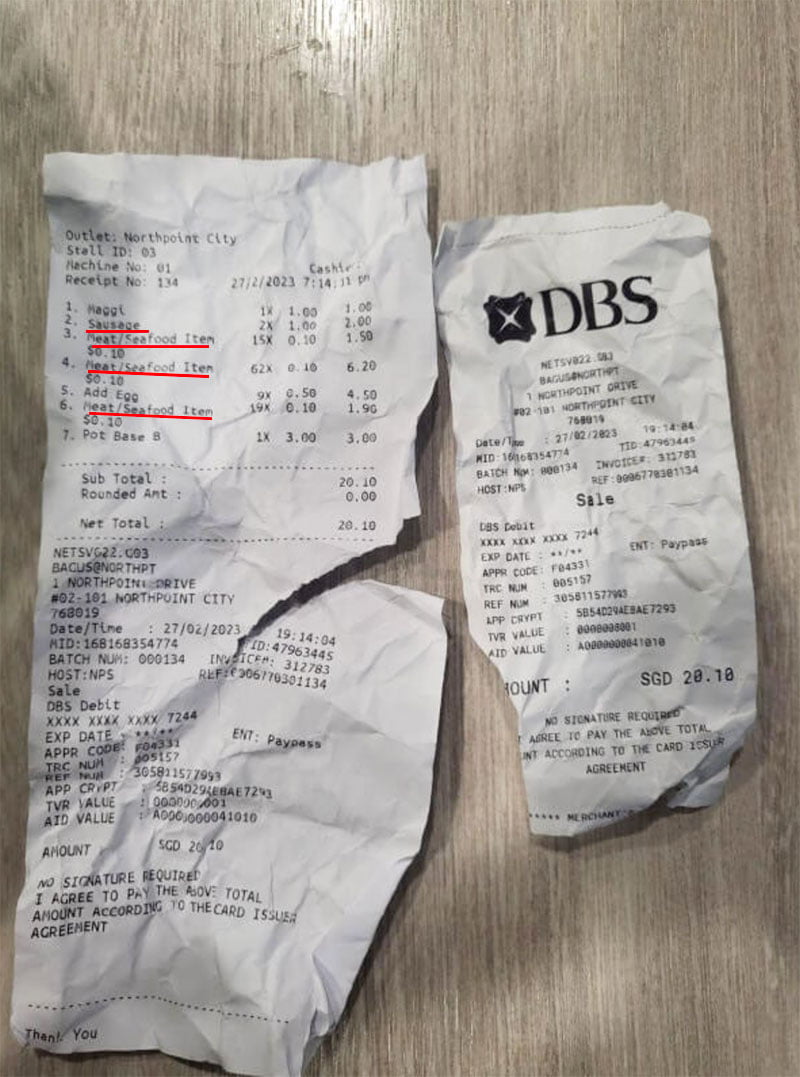 Outlet: Northpoint City
Stall ID: 03
Machine No: 01
Receipt No: 134 27/2/2023 7:14:11 pm
1. Maggi 1X 1.00 1.00
2. Sausage 2X 1.00 2.00
3. Meat/Seafood Item 15X 0.10 1.50
$0.10
4. Meat/Seafood Item 62X 0.10 6.20
$0.10
5. Add Egg 9X 0.50 4.50
6. Meat/Seafood Item 19X 0.10 1.90
$0.10
7. Pot Base B 1X 3.00 3.00
Sub Total : 20.10
Rounded Amt : 0.00
Net Total : 20.10
NETSVG22.G03
BAGUS@NORTHPT
1 NORTHPOINT DRIVE
#02-101 NORTHPOINT CITY
768019
Date/Time : 27/02/2023 19:14:04
MID:168168354774 TID:47963445
BATCH NUM: 000134 INVOICE#: 312783
HOST:NPS REF:0006770301134
Sale
DBS Debit
XXXX XXXX XXXX 7244
EXP DATE : **/** ENT: Paypass
APPR CODE: F04331
TRC NUM : 005157
REF NUM : 305811577993
APP CRYPT : 5B54D294E8AE7293
TVR VALUE : 0000000001
AID VALUE : A0000000041010
AMOUNT SGD 20.10
NO SIGNATURE REQUIRED
I AGREE TO PAY THE ABOVE TOTAL
AMOUNT ACCORDING TO THE CARD ISSUER
AGREEMENT
Thank You
DBS
BAGUS@NORTHPT
1 NORTHPOINT DRIVE
#02-101 NORTHPOINT CITY
768019
Date/Time : 27/02/2023 19:14:04
MID:168168354774 TID:47963445
BATCH NUM: 000134 INVOICE#: 312783
HOST:NPS REF:0006770301134
Sale
DBS Debit
XXXX XXXX XXXX 7244
EXP DATE : **/** ENT: Paypass
APPR CODE: F04331
TRC NUM : 005157
REF NUM : 305811577993
APP CRYPT : 5B54D294E8AE7293
TVR VALUE : 0000008001
AID VALUE : A0000000041010
OUNT : SGD 20.10
NO SIGNATURE REQUIRED
AGREE TO PAY THE ABOVE TOTAL
NT ACCORDING TO THE CARD ISSUER
AGREEMENT
***** MERCHANT